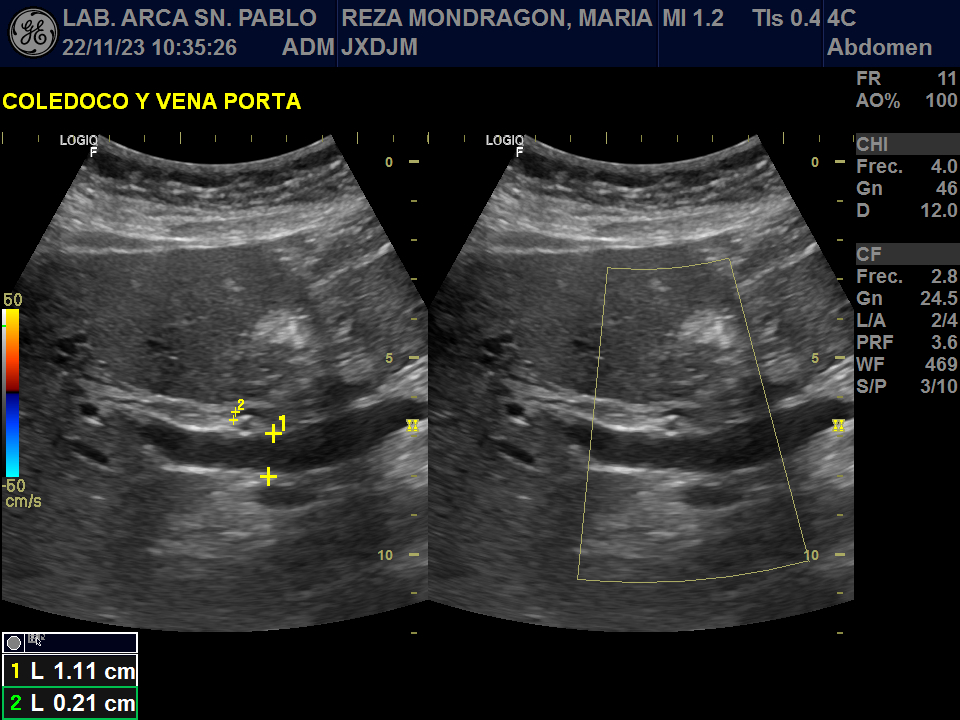 LAB. ARCA SN. PABLO
REZA MONDRAGON, MARIA
MI 1.2
TIs 0.4
4C
22/11/23 10:35:26
ADM
JXDJM
Abdomen
COLEDOCO Y VENA PORTA
FR 11
AO% 100
CHI
Frec. 4.0
Gn 46
D 12.0
CF
Frec. 2.8
Gn 24.5
L/A 2/4
PRF 3.6
WF 469
S/P 3/10
LOGIQ
F
0
5
10
LOGIQ
F
0
5
10
50
-50
cm/s
2
1
1 L 1.11 cm
2 L 0.21 cm